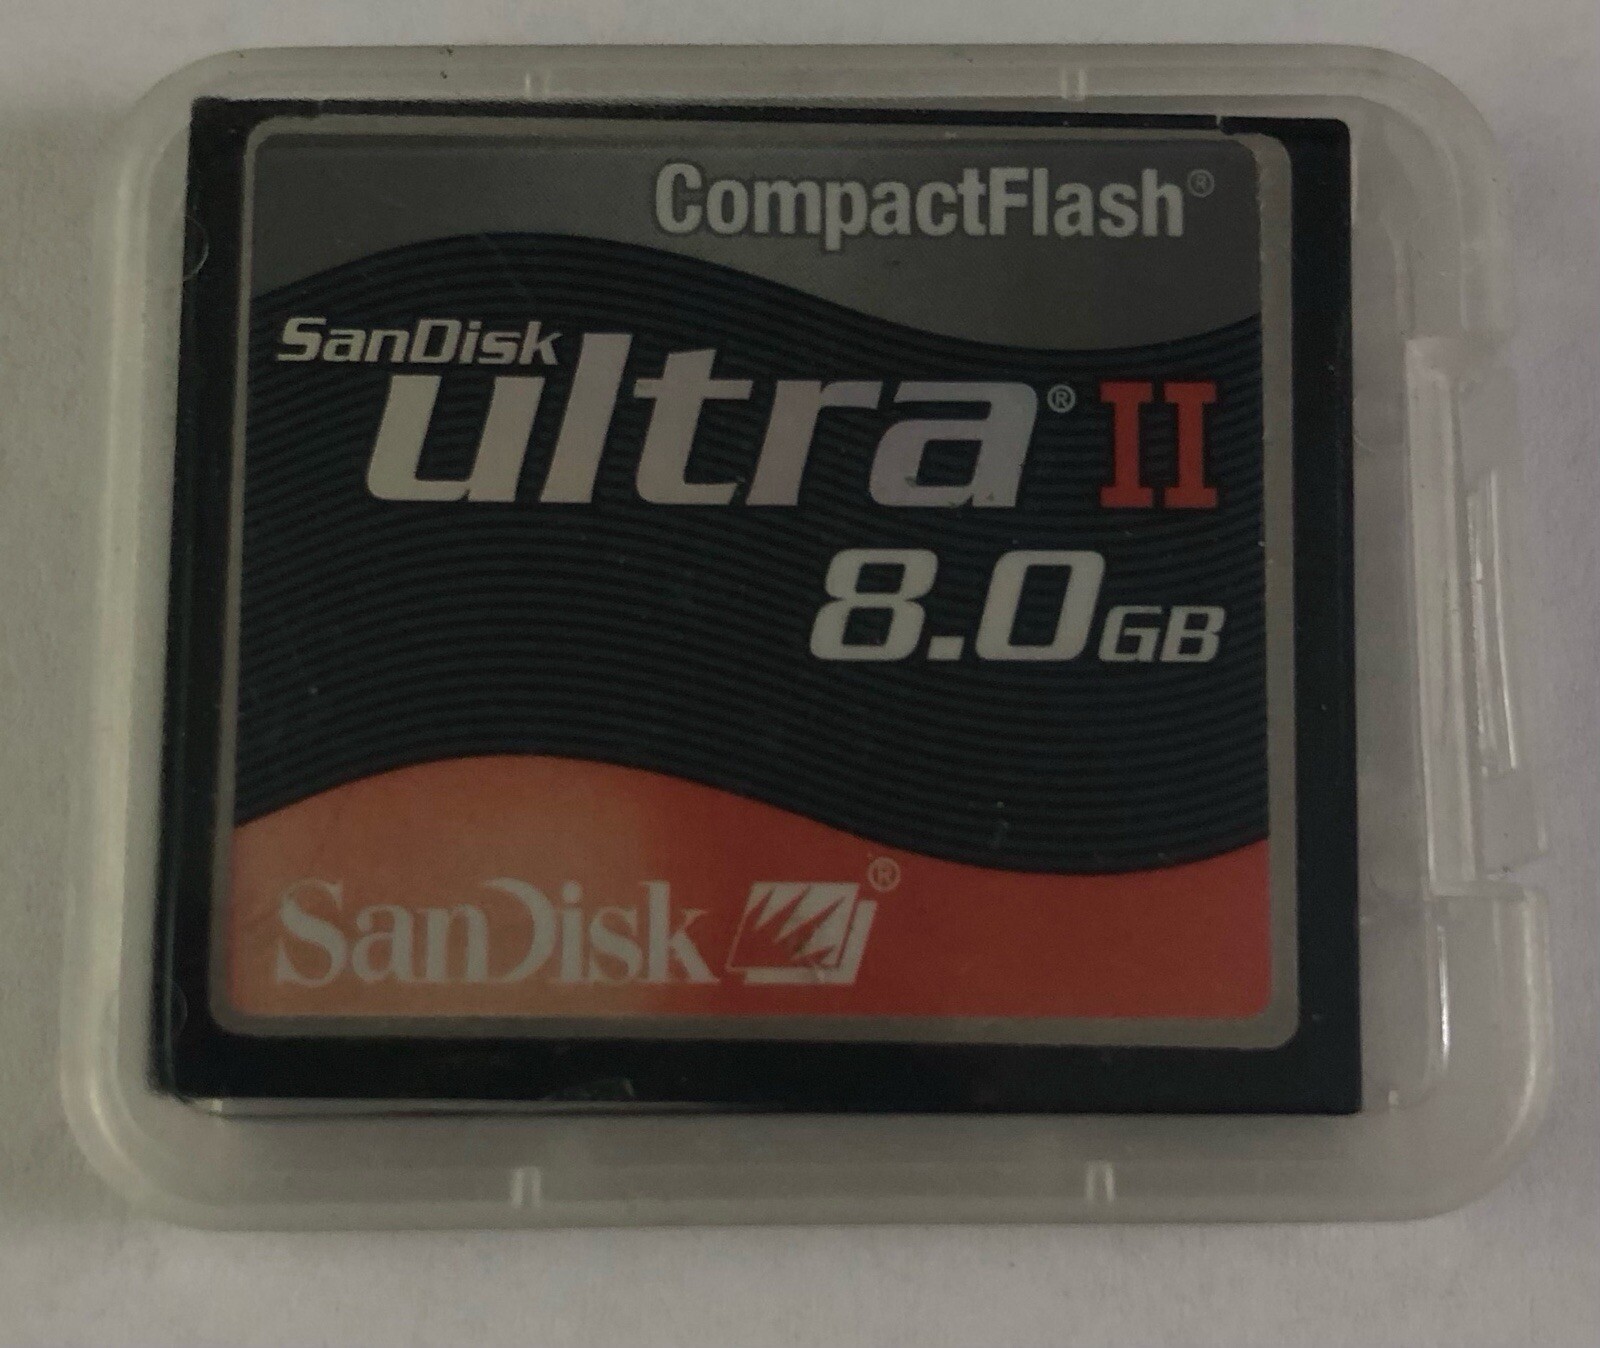 CompactFlash®
SanDisk
ultra® II
8.0GB
SanDisk®